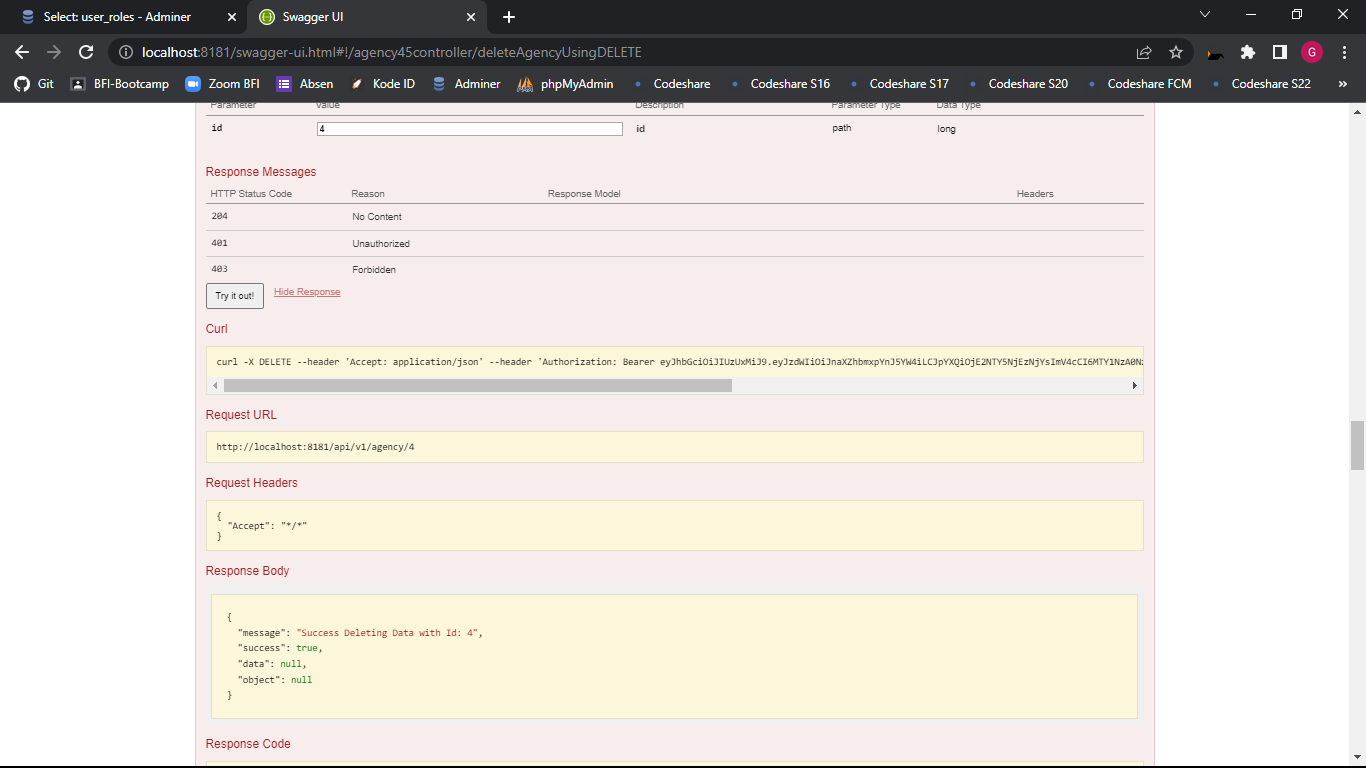 Select: user_roles - Adminer
Swagger UI
localhost:8181/swagger-ui.html#!/agency45controller/deleteAgencyUsingDELETE
G
Git
BFI-Bootcamp
Zoom BFI
Absen
Kode ID
Adminer
phpMyAdmin
Codeshare
Codeshare S16
Codeshare S17
Codeshare S20
Codeshare FCM
Codeshare S22
»
Parameter Value Description Parameter Type Data Type
id 4 id path long
Response Messages
HTTP Status Code Reason Response Model Headers
204 No Content
401 Unauthorized
403 Forbidden
Try it out! Hide Response
Curl
curl -X DELETE --header 'Accept: application/json' --header 'Authorization: Bearer
Request URL
http://localhost:8181/api/v1/agency/4
Request Headers
{
"Accept": "*/*"
}
Response Body
{
"message": "Success Deleting Data with Id: 4",
"success": true,
"data": null,
"object": null
}
Response Code